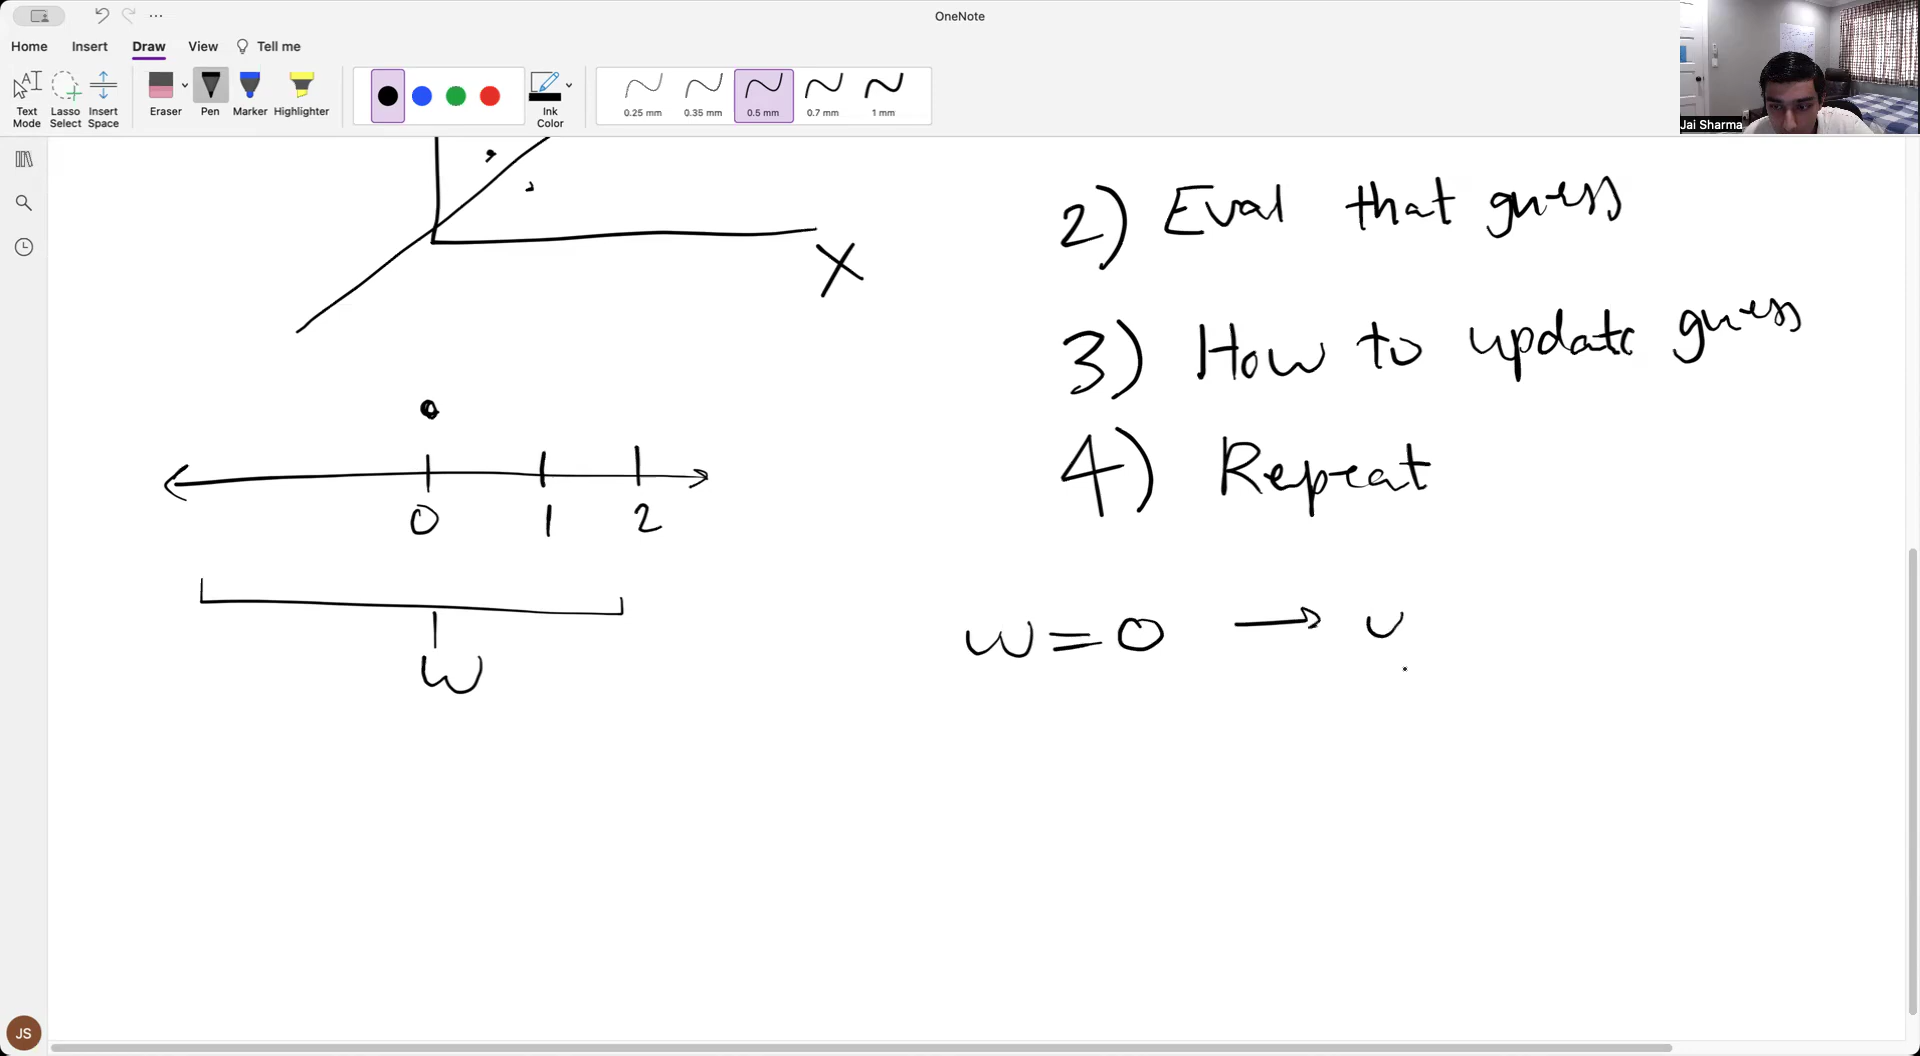 OneNote
Home Insert Draw View Tell me
Text Mode
Lasso Select
Insert Space
Eraser
Pen
Marker
Highlighter
Ink Color
0.25 mm
0.35 mm
0.5 mm
0.7 mm
1 mm
Jai Sharma
X
2) Eval that guess
3) How to update guess
4) Repeat
0 1 2
w
w = 0 → u
JS